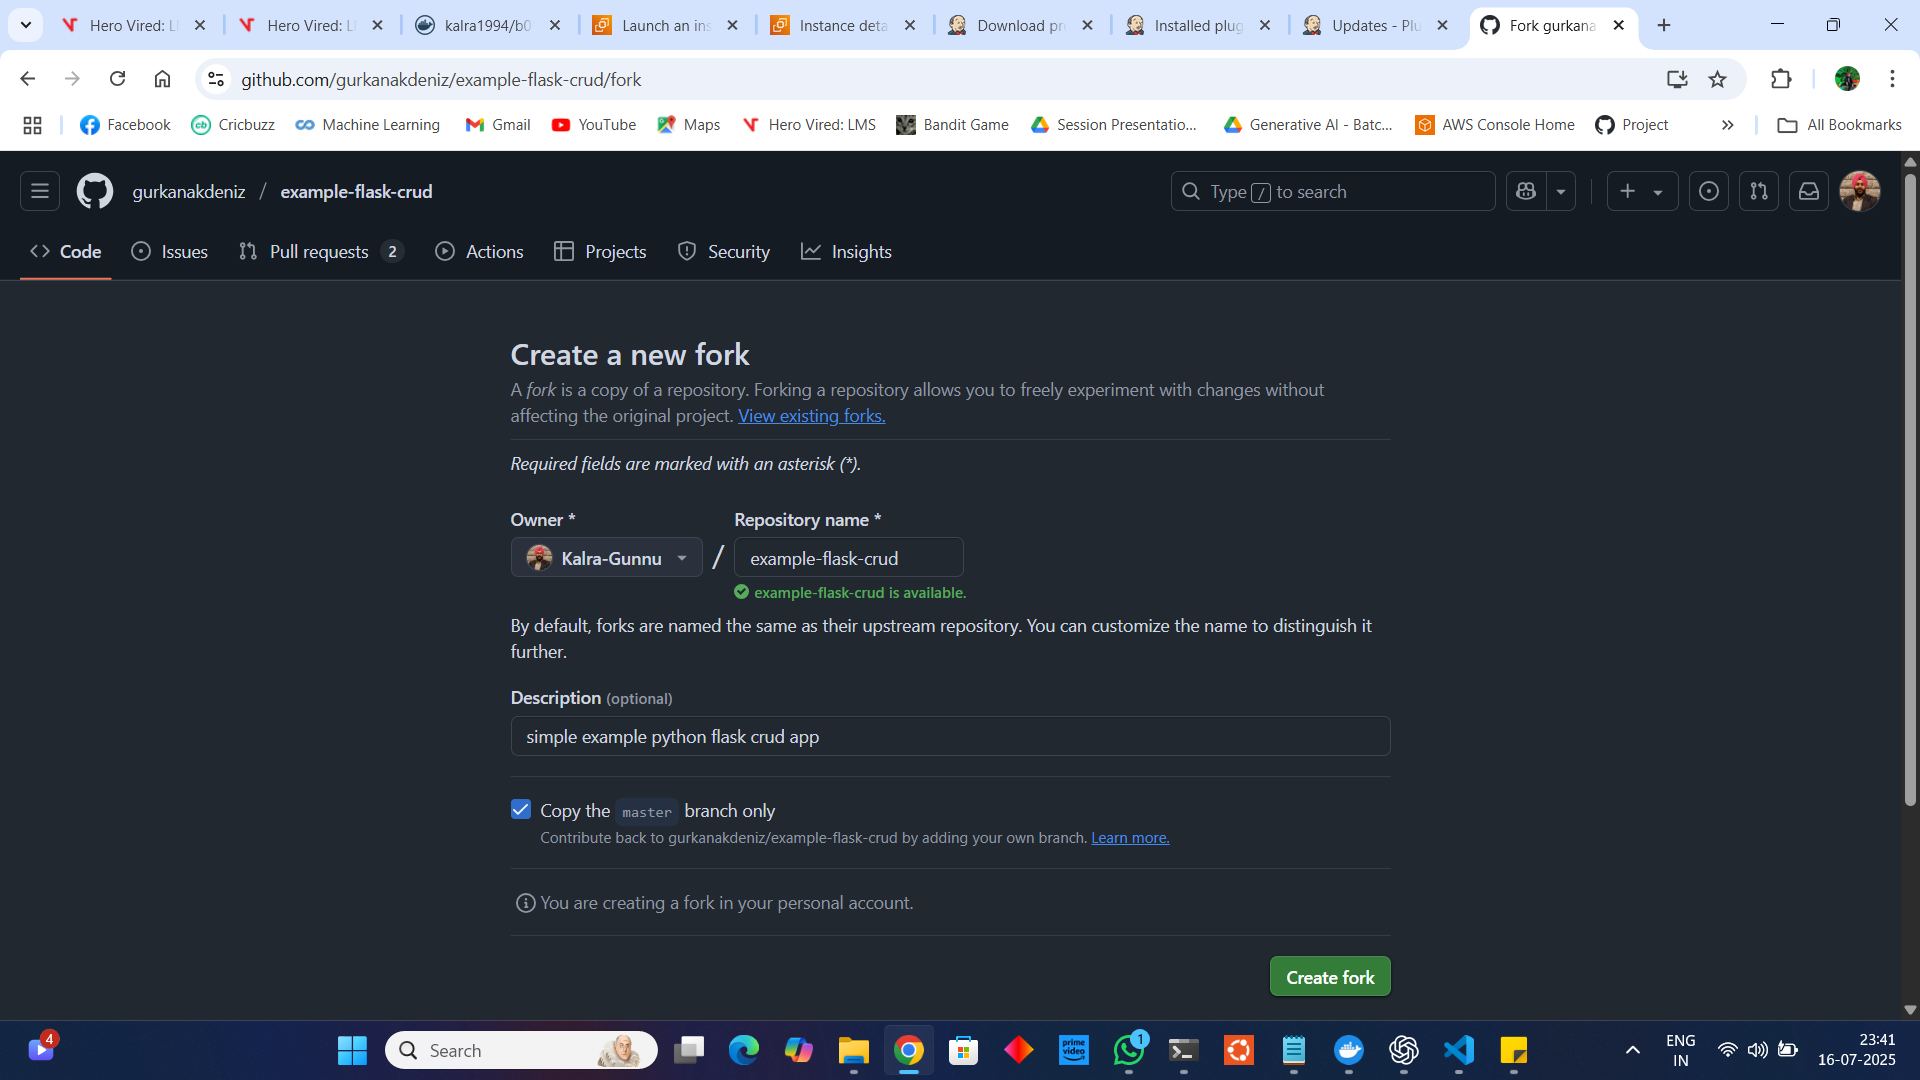 Hero Vired: LM
Hero Vired: LM
kalra1994/b0
Launch an ins
Instance deta
Download pr
Installed plug
Updates - Plu
Fork gurkana
github.com/gurkanakdeniz/example-flask-crud/fork
Facebook
Cricbuzz
Machine Learning
Gmail
YouTube
Maps
Hero Vired: LMS
Bandit Game
Session Presentatio...
Generative AI - Batc...
AWS Console Home
Project
All Bookmarks
gurkanakdeniz / example-flask-crud
Type / to search
Code
Issues
Pull requests 2
Actions
Projects
Security
Insights
Create a new fork
A fork is a copy of a repository. Forking a repository allows you to freely experiment with changes without
affecting the original project. View existing forks.
Required fields are marked with an asterisk (*).
Owner *
Repository name *
Kalra-Gunnu
/
example-flask-crud
example-flask-crud is available.
By default, forks are named the same as their upstream repository. You can customize the name to distinguish it
further.
Description (optional)
simple example python flask crud app
Copy the master branch only
Contribute back to gurkanakdeniz/example-flask-crud by adding your own branch. Learn more.
You are creating a fork in your personal account.
Create fork
4
Search
prime video
1
ENG
IN
23:41
16-07-2025